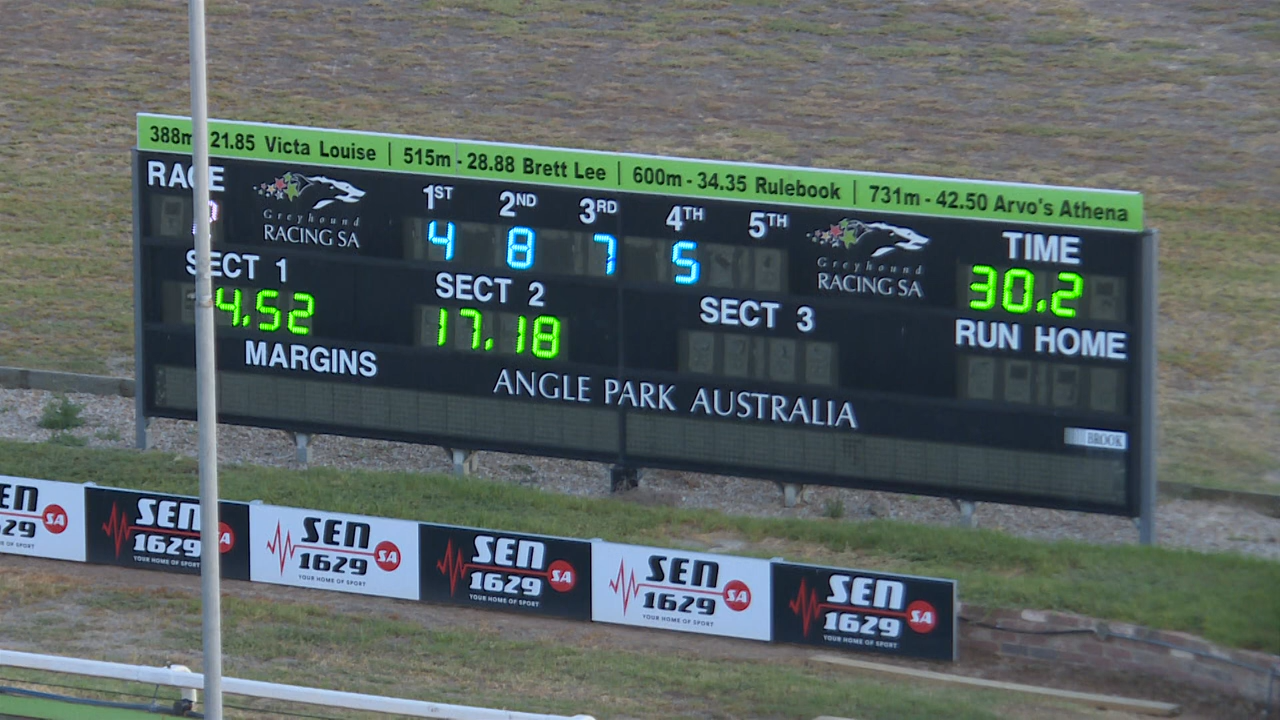 388m 21.85 Victa Louise | 515m - 28.88 Brett Lee | 600m - 34.35 Rulebook | 731m - 42.50 Arvo's Athena
RACE
Greyhound
RACING SA
1ST 2ND 3RD 4TH 5TH
4 8 7 5
Greyhound
RACING SA
TIME
30.2
SECT 1
4.52
SECT 2
17.18
SECT 3
RUN HOME
MARGINS
ANGLE PARK AUSTRALIA
BROOK
EN SA
29
OF SPORT
SEN
1629 SA
SEN
1629 SA
YOUR HOME OF SPORT
SEN
1629 SA
YOUR HOME OF SPORT
SEN
1629 SA
YOUR HOME OF SPORT
SEN
1629 SA
YOUR HOME OF SPORT